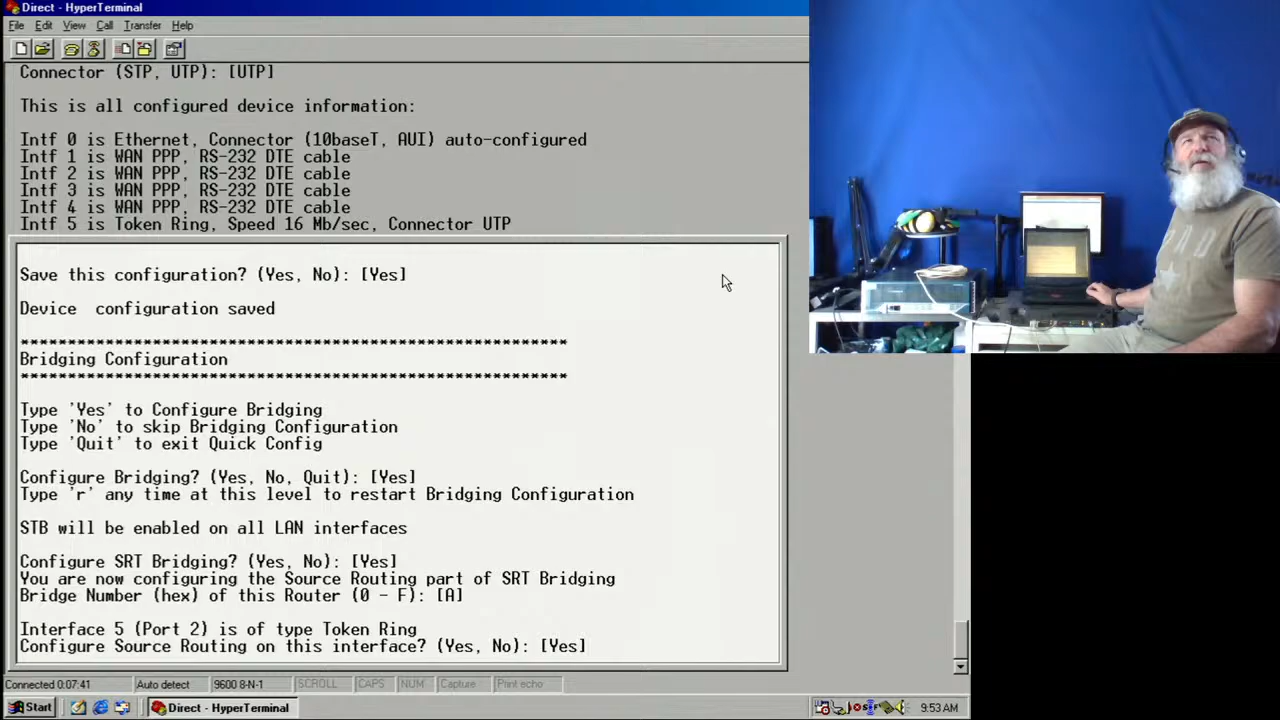 Direct - HyperTerminal
File Edit View Call Transfer Help
Connector (STP, UTP): [UTP]
This is all configured device information:
Intf 0 is Ethernet, Connector (10baseT, AUI) auto-configured
Intf 1 is WAN PPP, RS-232 DTE cable
Intf 2 is WAN PPP, RS-232 DTE cable
Intf 3 is WAN PPP, RS-232 DTE cable
Intf 4 is WAN PPP, RS-232 DTE cable
Intf 5 is Token Ring, Speed 16 Mb/sec, Connector UTP
Save this configuration? (Yes, No): [Yes]
Device  configuration saved
**********************************************************
Bridging Configuration
**********************************************************
Type 'Yes' to Configure Bridging
Type 'No' to skip Bridging Configuration
Type 'Quit' to exit Quick Config
Configure Bridging? (Yes, No, Quit): [Yes]
Type 'r' any time at this level to restart Bridging Configuration
STB will be enabled on all LAN interfaces
Configure SRT Bridging? (Yes, No): [Yes]
You are now configuring the Source Routing part of SRT Bridging
Bridge Number (hex) of this Router (0 - F): [A]
Interface 5 (Port 2) is of type Token Ring
Configure Source Routing on this interface? (Yes, No): [Yes]
Connected 0:07:41 Auto detect 9600 8-N-1 SCROLL CAPS NUM Capture Print echo
Start Direct - HyperTerminal 9:53 AM